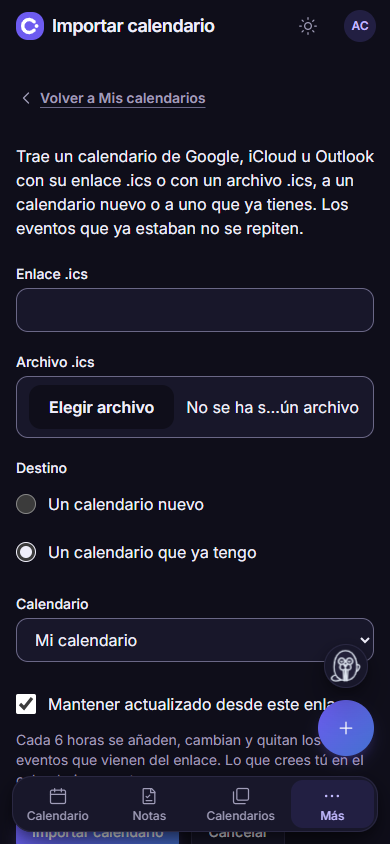 Importar calendario
AC
Volver a Mis calendarios
Trae un calendario de Google, iCloud u Outlook
con su enlace .ics o con un archivo .ics, a un
calendario nuevo o a uno que ya tienes. Los
eventos que ya estaban no se repiten.
Enlace .ics
Archivo .ics
Elegir archivo No se ha s...ún archivo
Destino
Un calendario nuevo
Un calendario que ya tengo
Calendario
Mi calendario
Mantener actualizado desde este
Cada 6 horas se añaden, cambian y quitan los
eventos que vienen del enlace. Lo que crees tú en el
Calendario Notas Calendarios Más
Importar calendario Cancelar